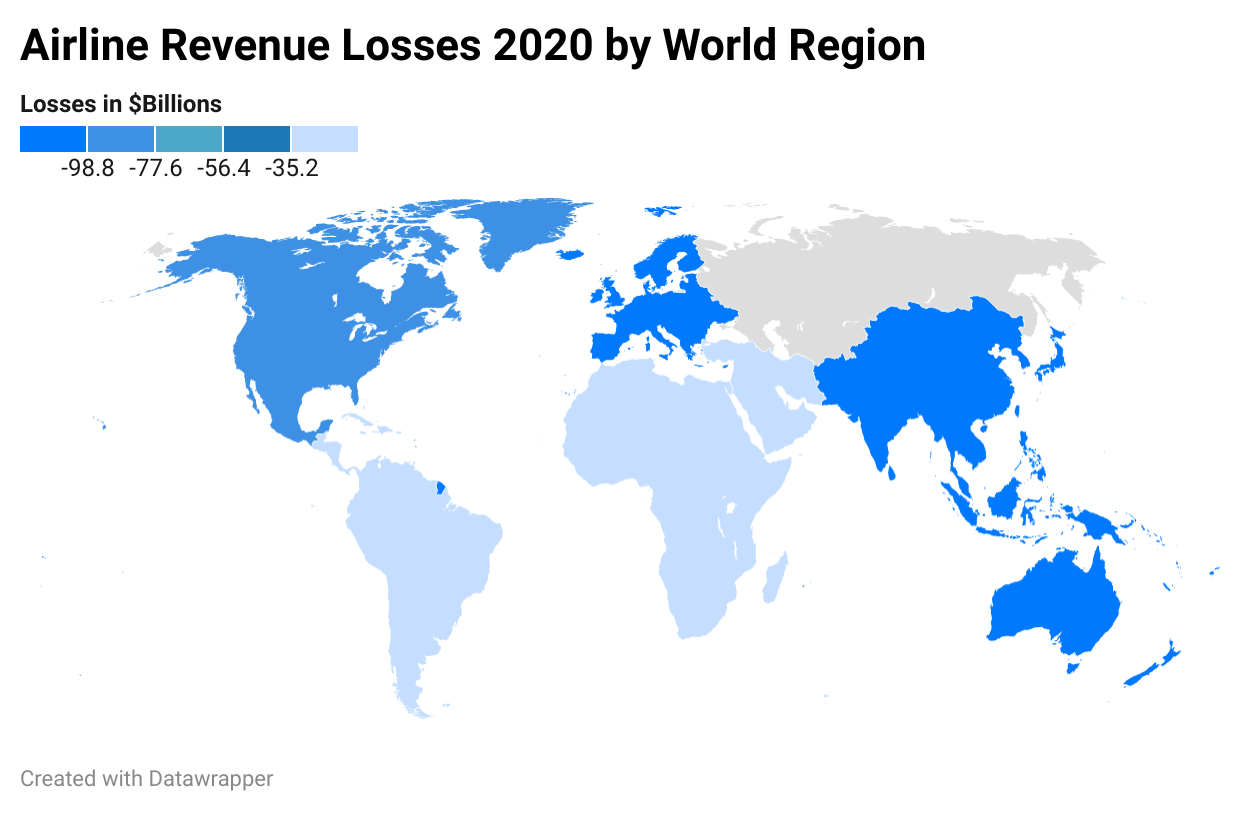 Airline Revenue Losses 2020 by World Region
Losses in $Billions
-98.8 -77.6 -56.4 -35.2
Created with Datawrapper